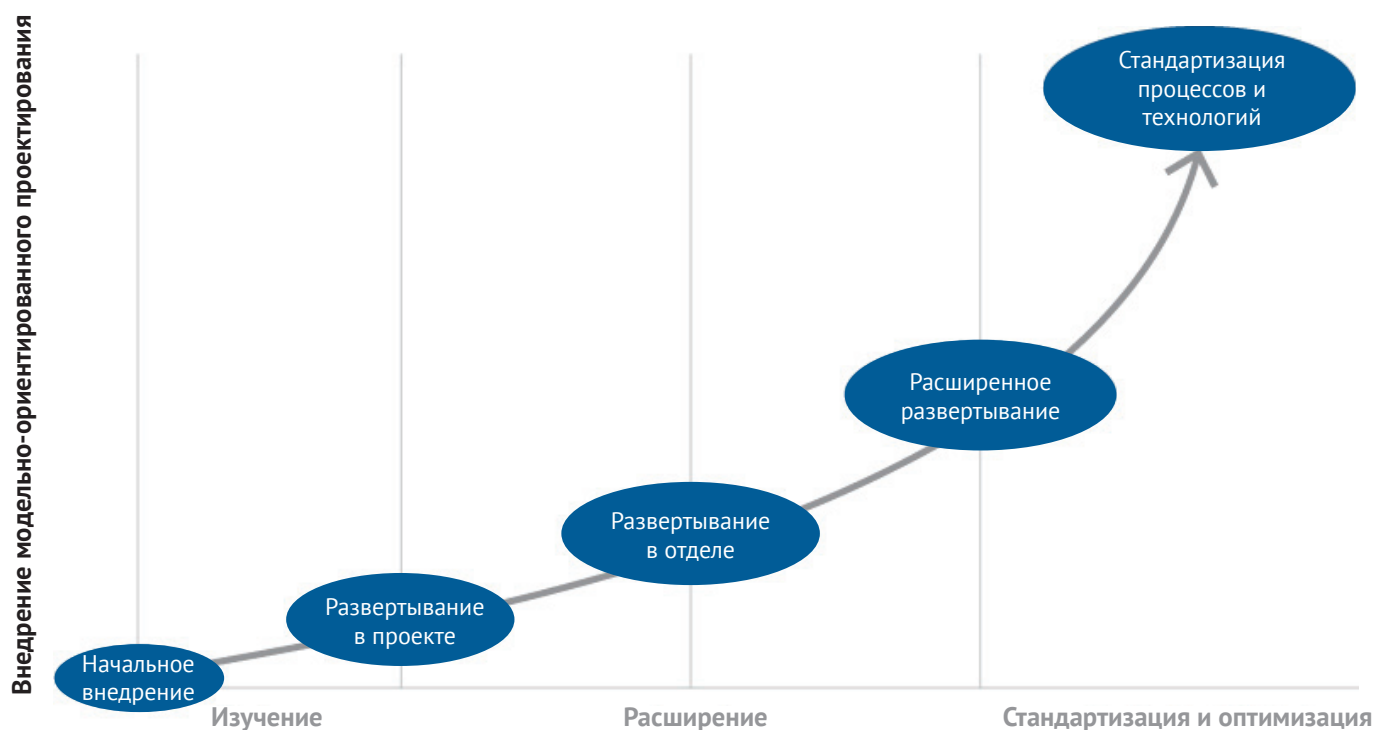 Внедрение модельно-ориентированного проектирования
Стандартизация
процессов и
технологий
Расширенное
развертывание
Развертывание
в отделе
Развертывание
в проекте
Начальное
внедрение
Изучение
Расширение
Стандартизация и оптимизация